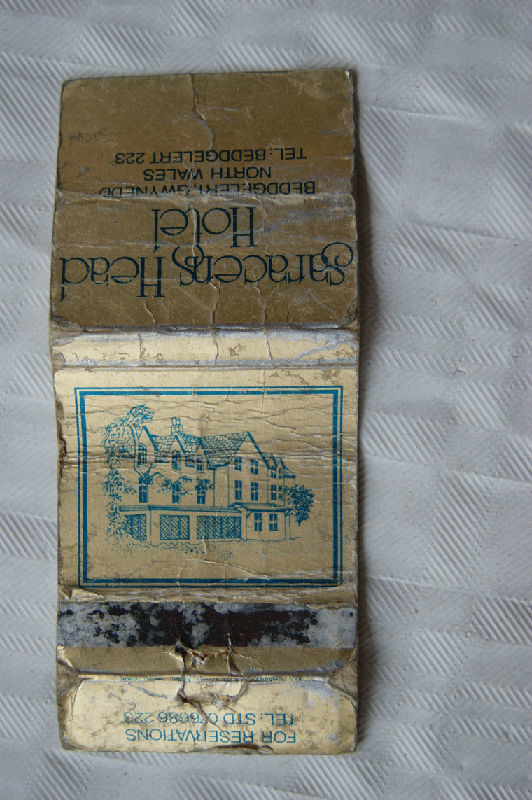 Saracens Head
Hotel
BEDDGELERT, GWYNEDD
NORTH WALES
TEL: BEDDGELERT 223
FOR RESERVATIONS
TEL: STD 076686 223